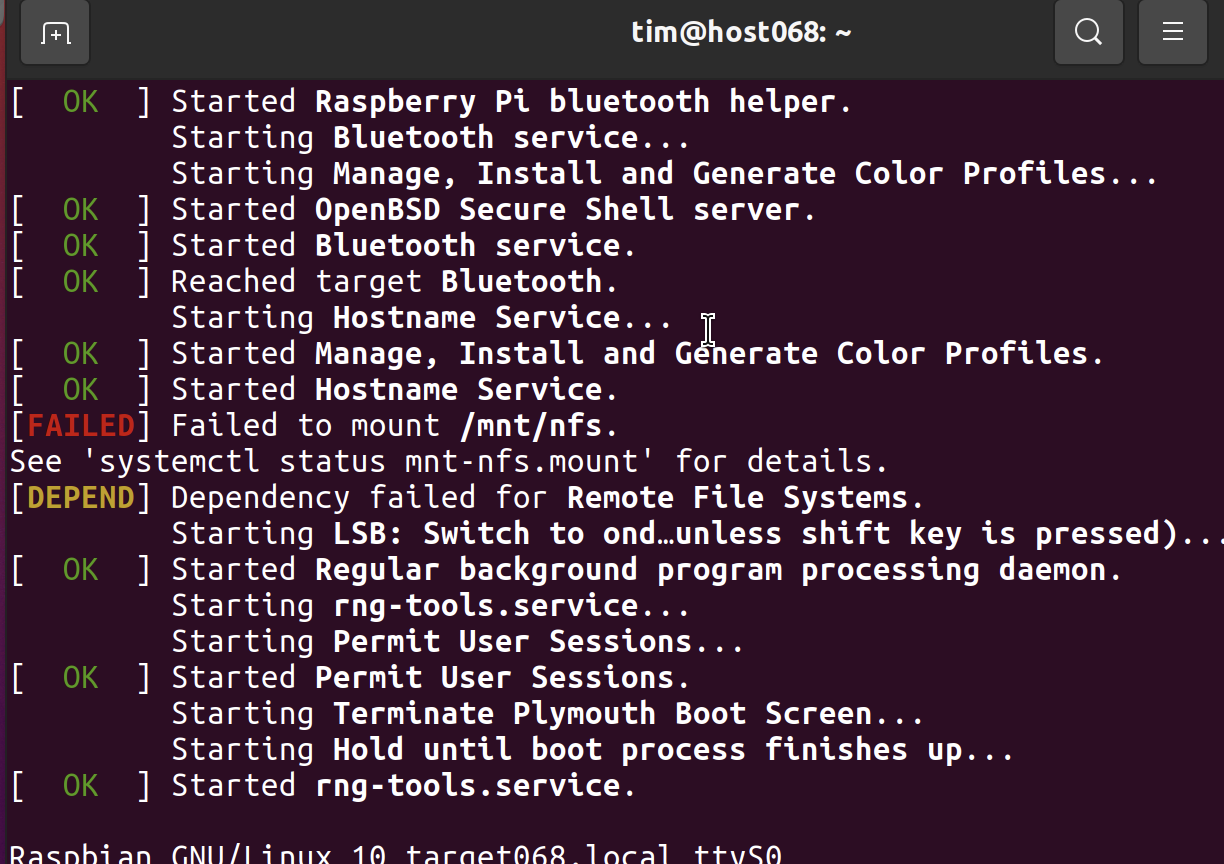 tim@host068: ~
[  OK  ] Started Raspberry Pi bluetooth helper.
         Starting Bluetooth service...
         Starting Manage, Install and Generate Color Profiles...
[  OK  ] Started OpenBSD Secure Shell server.
[  OK  ] Started Bluetooth service.
[  OK  ] Reached target Bluetooth.
         Starting Hostname Service...
[  OK  ] Started Manage, Install and Generate Color Profiles.
[  OK  ] Started Hostname Service.
[FAILED] Failed to mount /mnt/nfs.
See 'systemctl status mnt-nfs.mount' for details.
[DEPEND] Dependency failed for Remote File Systems.
         Starting LSB: Switch to ond…unless shift key is pressed)...
[  OK  ] Started Regular background program processing daemon.
         Starting rng-tools.service...
         Starting Permit User Sessions...
[  OK  ] Started Permit User Sessions.
         Starting Terminate Plymouth Boot Screen...
         Starting Hold until boot process finishes up...
[  OK  ] Started rng-tools.service.
Raspbian GNU/Linux 10 target068.local ttyS0